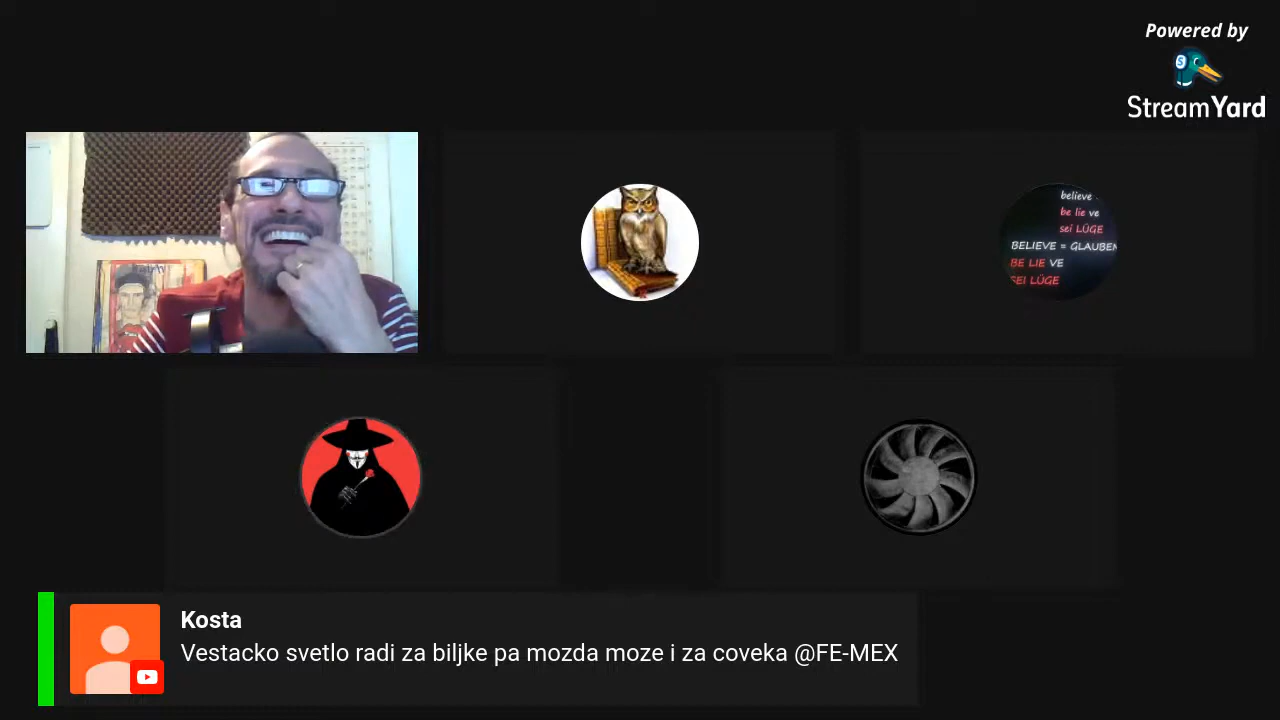 Powered by
StreamYard
believe
be lie ve
sei LÜGE
BELIEVE = GLAUBEN
BE LIE VE
SEI LÜGE
Kosta
Vestacko svetlo radi za biljke pa mozda moze i za coveka @FE-MEX